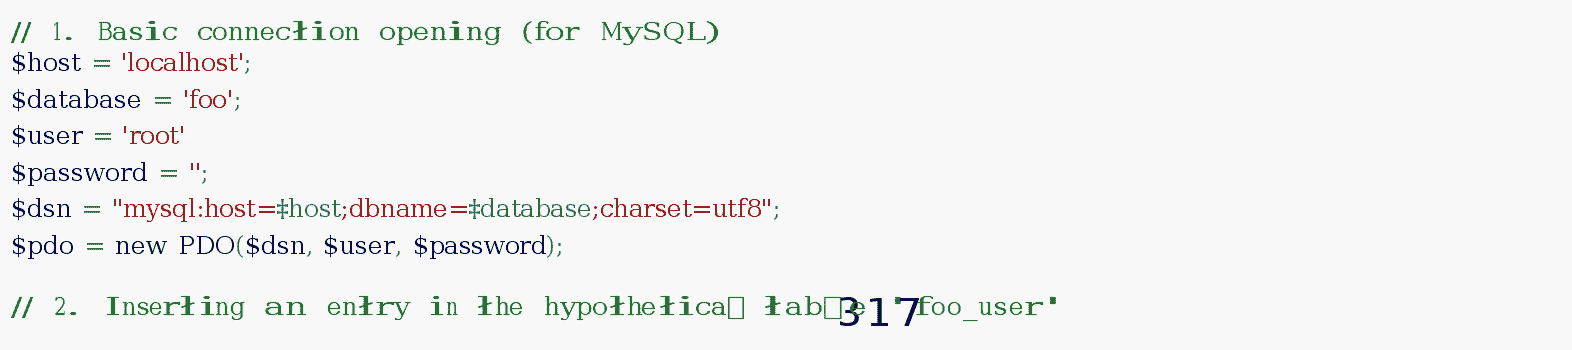 // 1. Basic connection opening (for MySQL)
$host = 'localhost';
$database = 'foo';
$user = 'root'
$password = '';
$dsn = "mysql:host=‡host;dbname=‡database;charset=utf8";
$pdo = new PDO($dsn, $user, $password);
// 2. Inserting an entry in the hypothetical table 'foo_user'
317